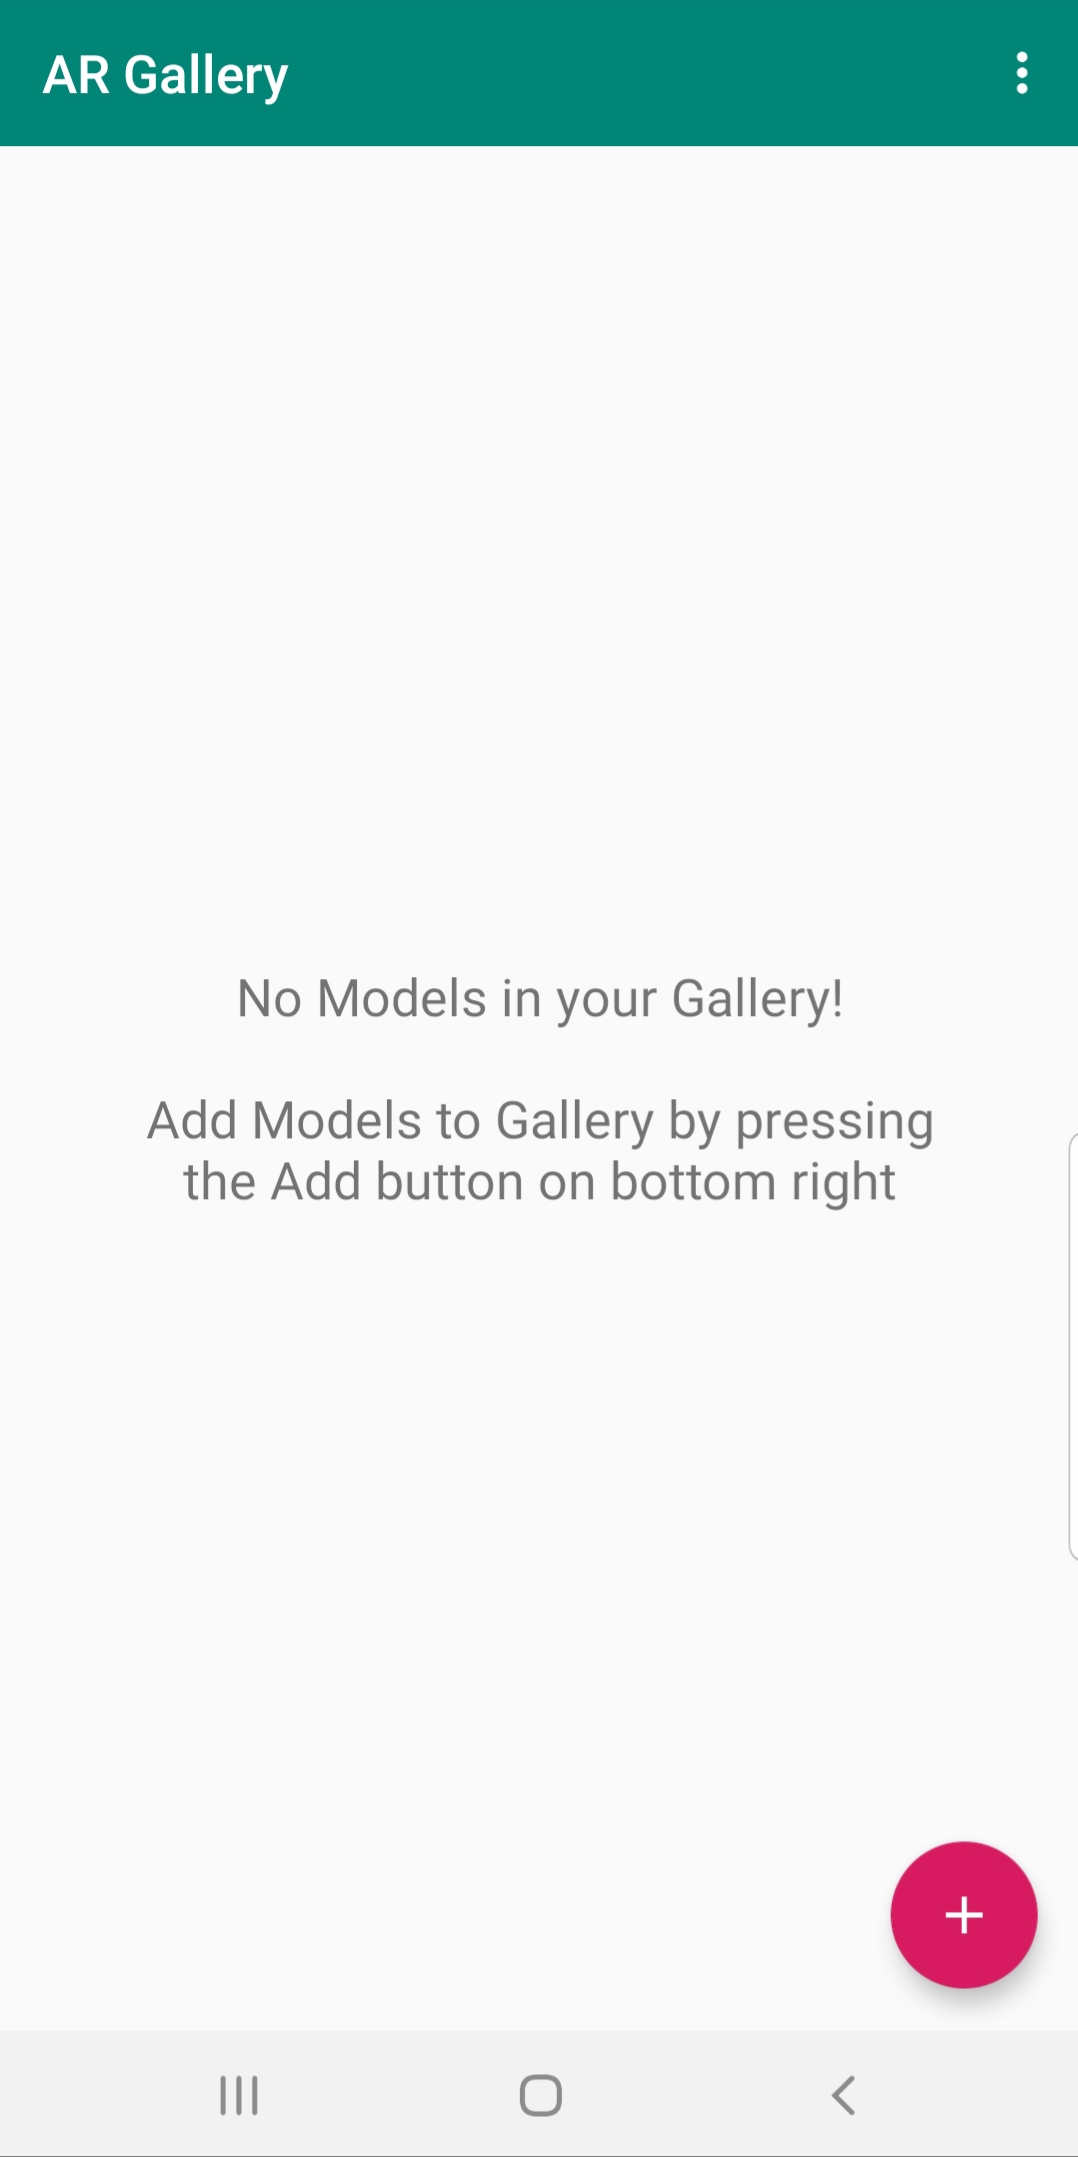 AR Gallery
No Models in your Gallery!
Add Models to Gallery by pressing
the Add button on bottom right